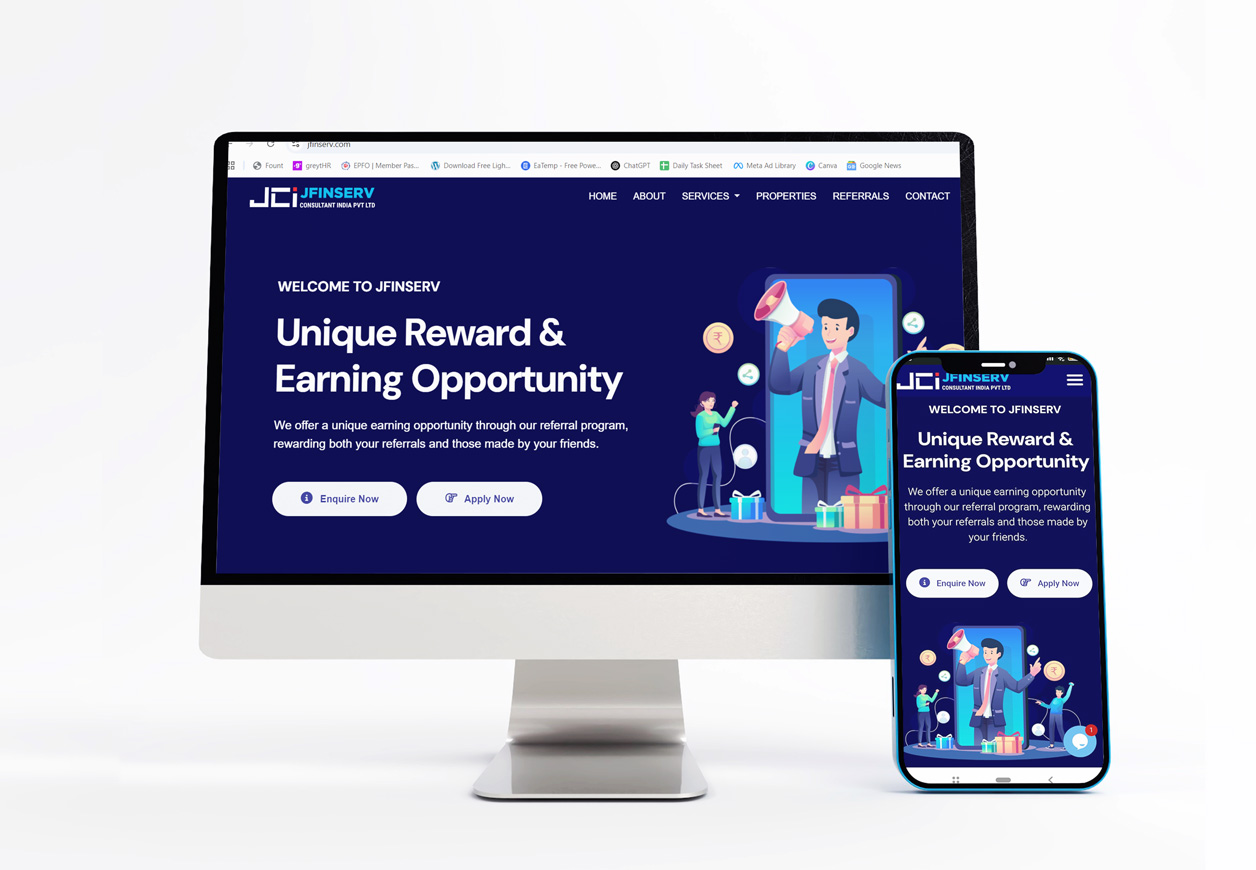 jfinserv.com
Fount greytHR EPFO | Member Pas... Download Free Ligh... EaTemp - Free Powe... ChatGPT Daily Task Sheet Meta Ad Library Canva Google News
JCi JFINSERV
CONSULTANT INDIA PVT LTD
HOME ABOUT SERVICES PROPERTIES REFERRALS CONTACT
WELCOME TO JFINSERV
Unique Reward &
Earning Opportunity
We offer a unique earning opportunity through our referral program,
rewarding both your referrals and those made by your friends.
Enquire Now Apply Now
JCi JFINSERV
CONSULTANT INDIA PVT LTD
WELCOME TO JFINSERV
Unique Reward &
Earning Opportunity
We offer a unique earning opportunity
through our referral program, rewarding
both your referrals and those made by
your friends.
Enquire Now Apply Now
₹
₹
₹
1